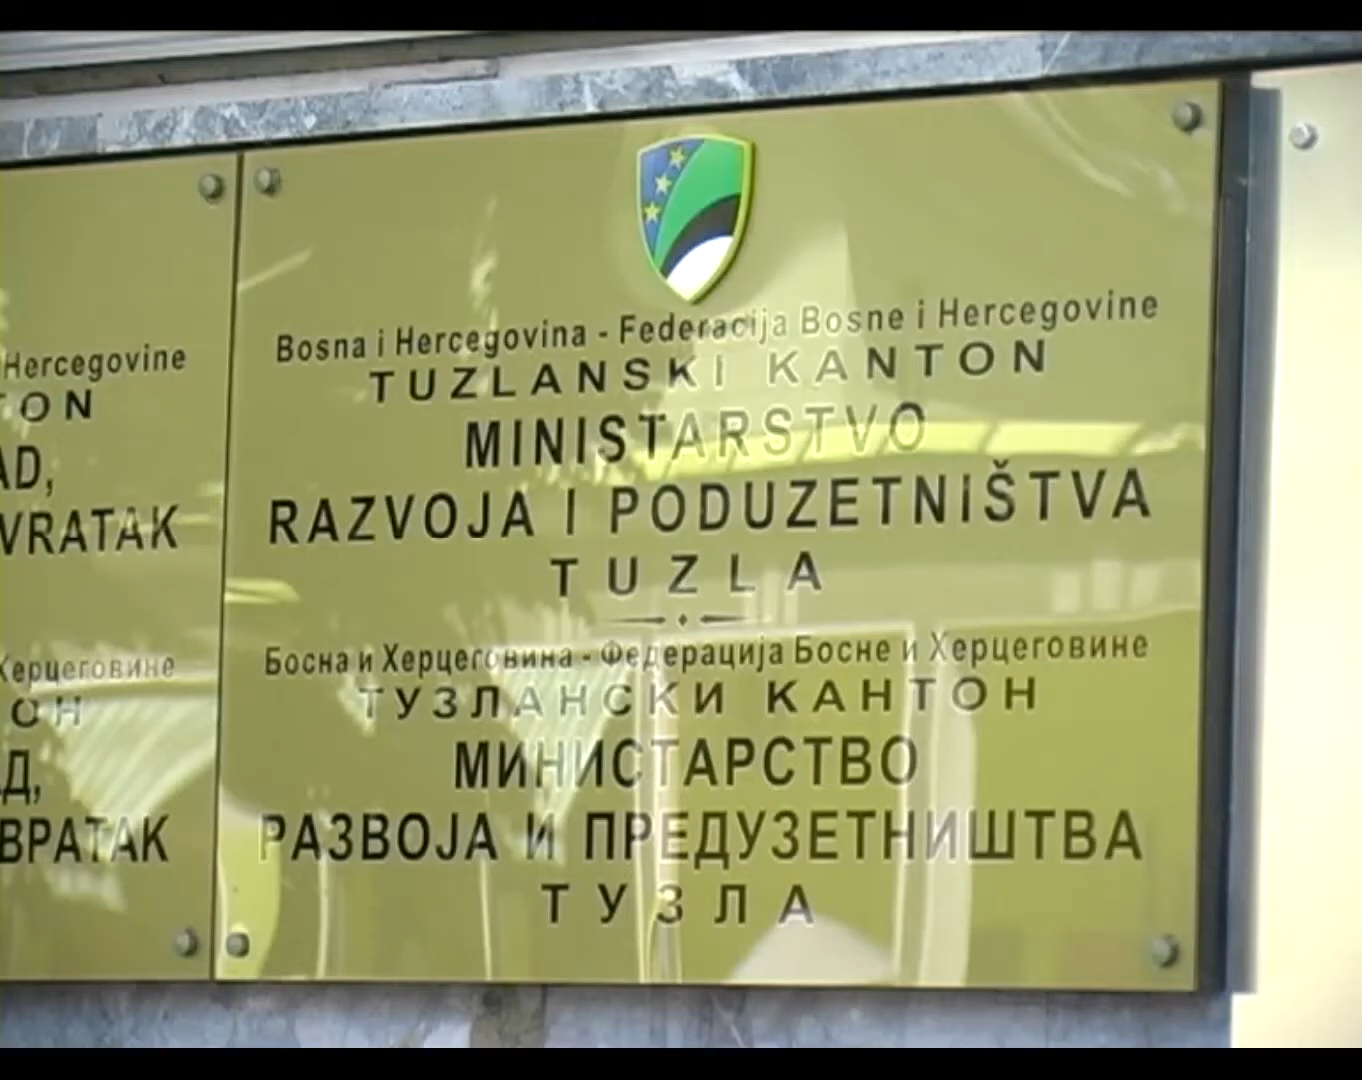 Hercegovine
TON
AD,
VRATAK
Херцеговине
ОН
Д,
ВРАТАК
Bosna i Hercegovina - Federacija Bosne i Hercegovine
TUZLANSKI KANTON
MINISTARSTVO
RAZVOJA I PODUZETNIŠTVA
TUZLA
Босна и Херцеговина - Федерација Босне и Херцеговине
ТУЗЛАНСКИ КАНТОН
МИНИСТАРСТВО
РАЗВОЈА И ПРЕДУЗЕТНИШТВА
ТУЗЛА